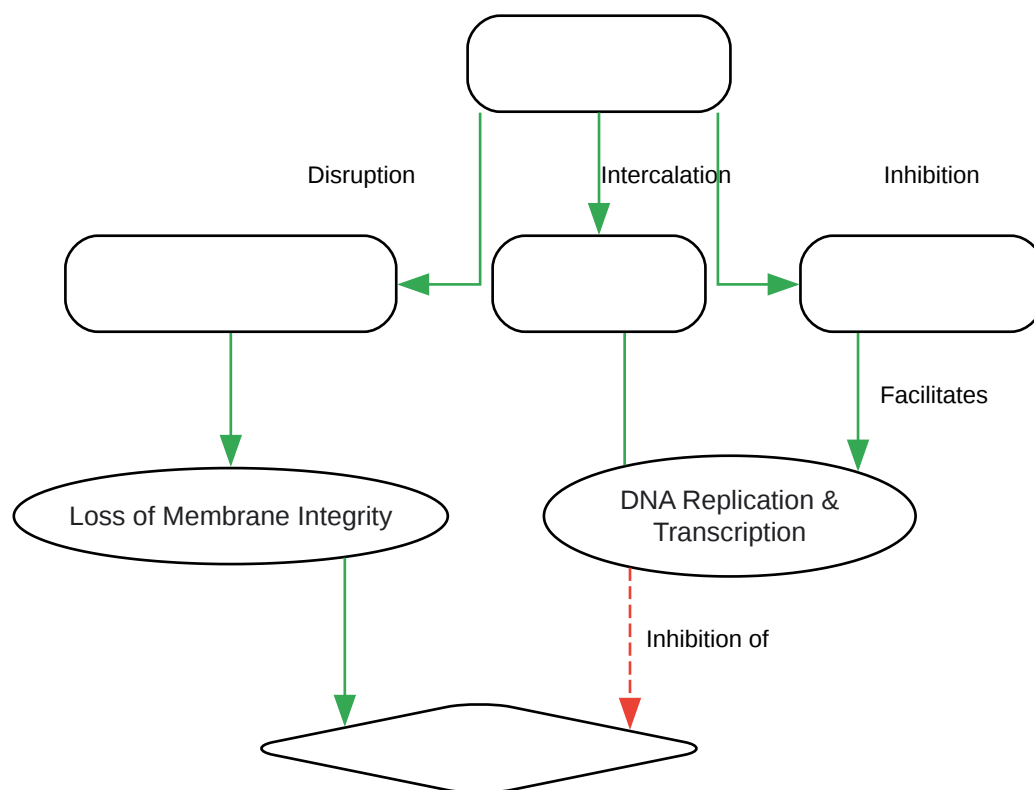 Disruption
Intercalation
Inhibition
Facilitates
Loss of Membrane Integrity
DNA Replication &
Transcription
Inhibition of